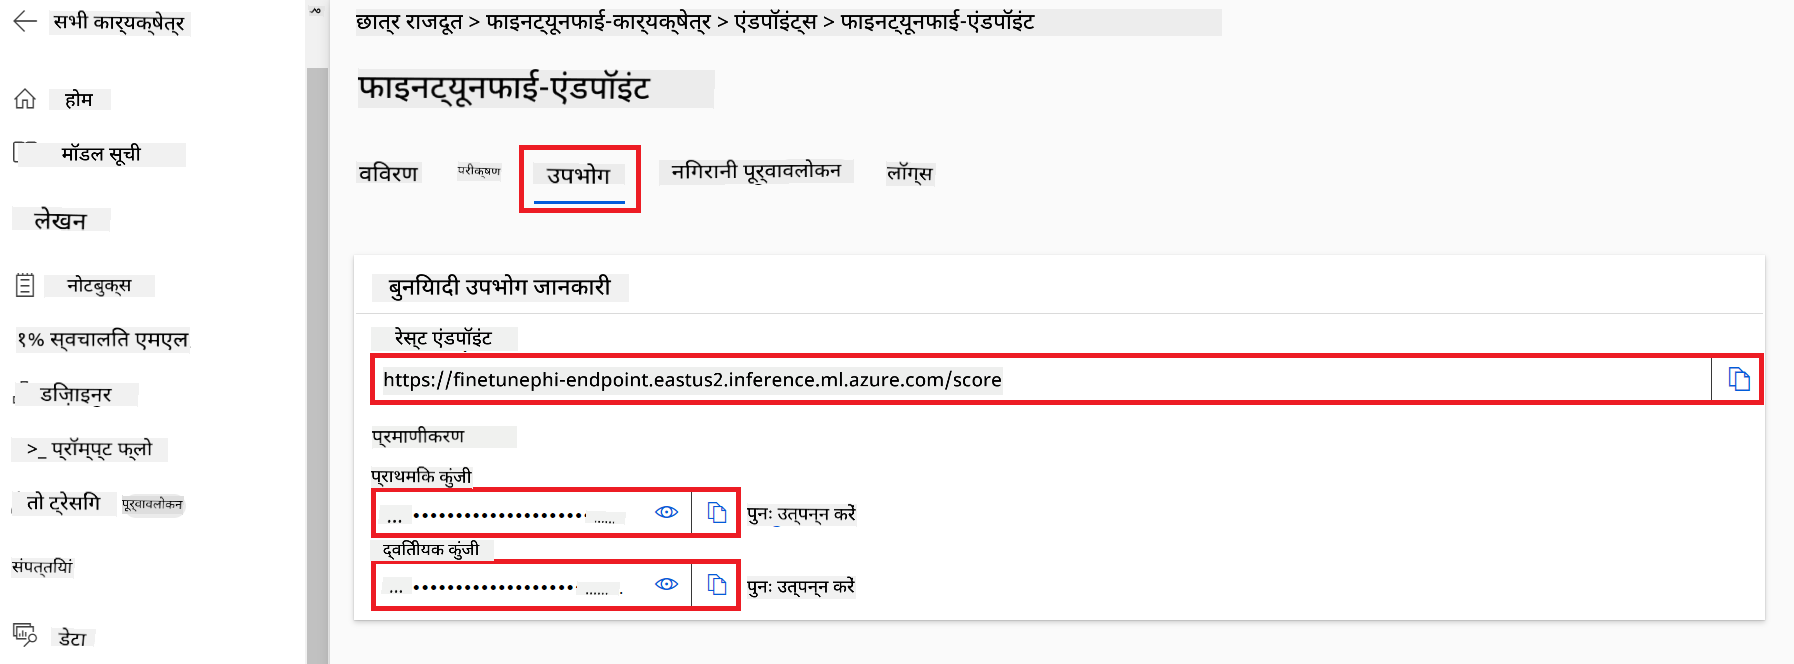 सभी कार्यक्षेत्र
होम
मॉडल सूची
लेखन
नोटबुक्स
१% स्वचालित एमएल
डिज़ाइनर
>_ प्रॉम्प्ट फ्लो
तो ट्रेसिंग पूर्वावलोकन
संपत्तियां
डेटा
छात्र राजदूत > फाइनट्यूनफाई-कार्यक्षेत्र > एंडपॉइंट्स > फाइनट्यूनफाई-एंडपॉइंट
फाइनट्यूनफाई-एंडपॉइंट
विवरण परीक्षण उपभोग निगरानी पूर्वावलोकन लॉग्स
बुनियादी उपभोग जानकारी
रेस्ट एंडपॉइंट
https://finetunephi-endpoint.eastus2.inference.ml.azure.com/score
प्रमाणीकरण
प्राथमिक कुंजी
पुनः उत्पन्न करें
द्वितीयक कुंजी
पुनः उत्पन्न करें